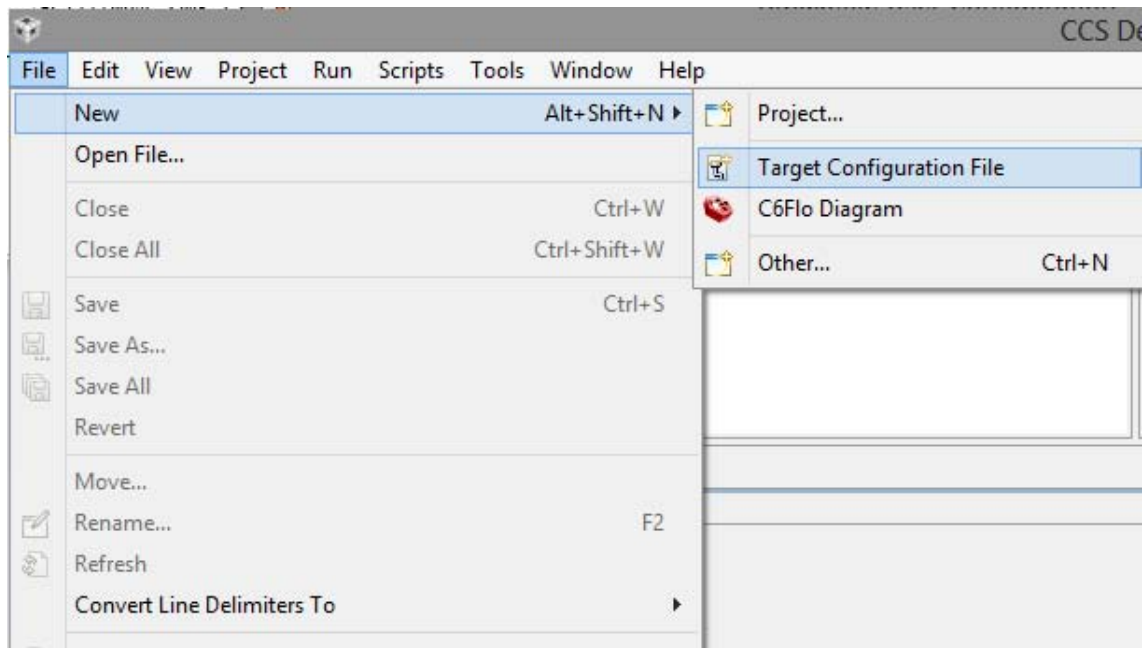 CCS De
File Edit View Project Run Scripts Tools Window Help
New Alt+Shift+N
Open File...
Close Ctrl+W
Close All Ctrl+Shift+W
Save Ctrl+S
Save As...
Save All
Revert
Move...
Rename... F2
Refresh
Convert Line Delimiters To
Project...
Target Configuration File
C6Flo Diagram
Other... Ctrl+N